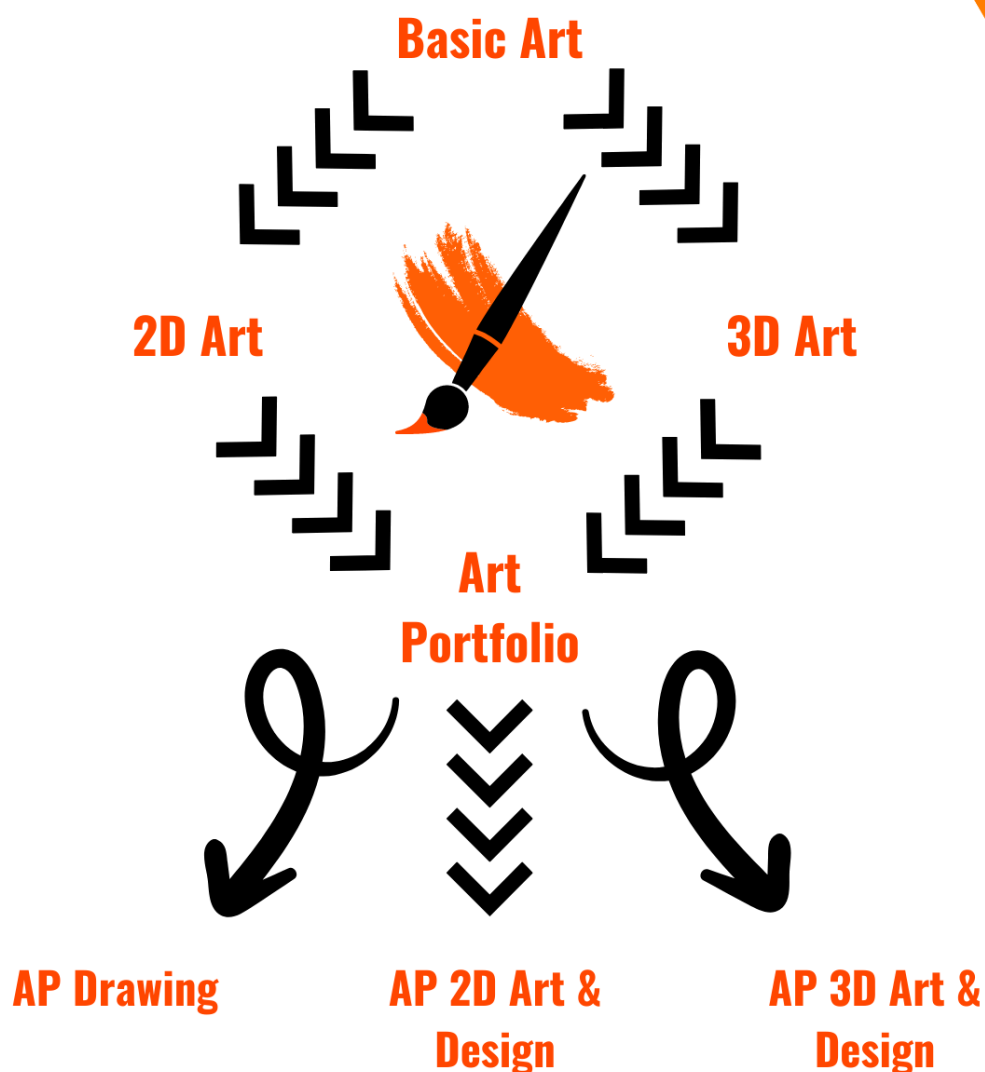 Basic Art
2D Art
3D Art
Art
Portfolio
AP Drawing
AP 2D Art &
Design
AP 3D Art &
Design